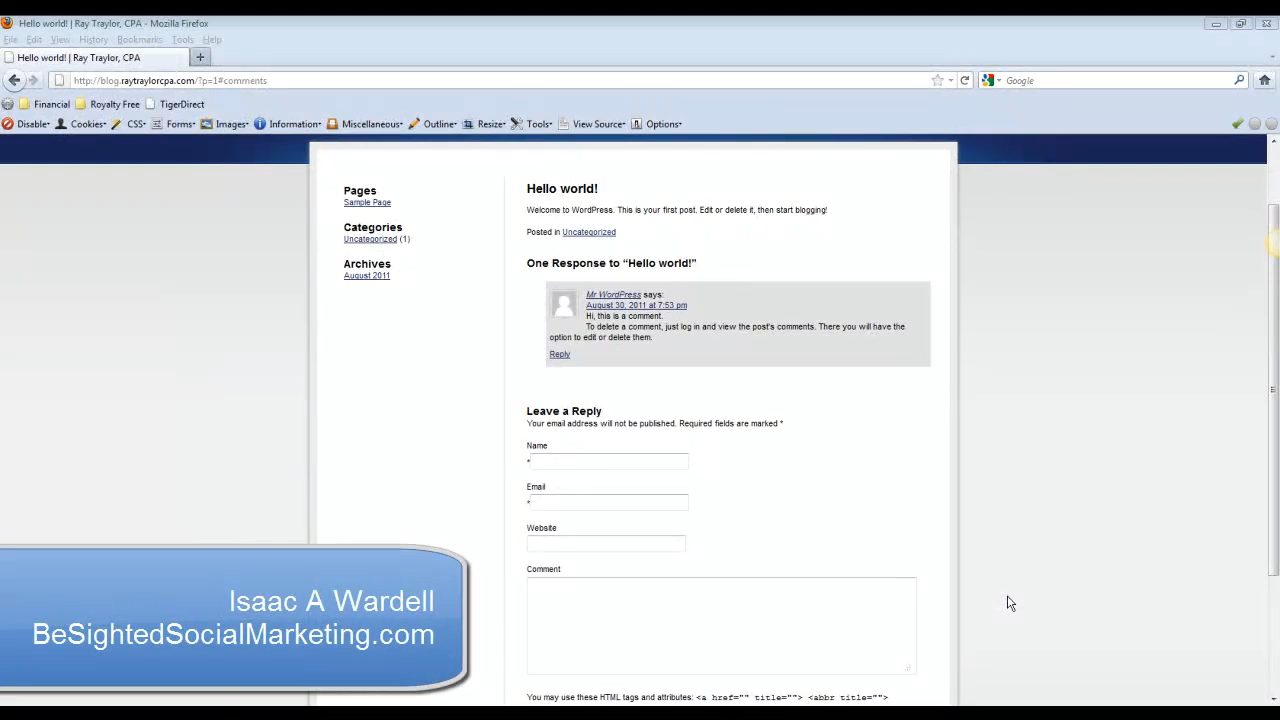 Hello world! | Ray Traylor, CPA - Mozilla Firefox
File Edit View History Bookmarks Tools Help
Hello world! | Ray Traylor, CPA
http://blog.raytraylorcpa.com/?p=1#comments
Google
Financial Royalty Free TigerDirect
Disable Cookies CSS Forms Images Information Miscellaneous Outline Resize Tools View Source Options
Pages
Sample Page
Categories
Uncategorized (1)
Archives
August 2011
Hello world!
Welcome to WordPress. This is your first post. Edit or delete it, then start blogging!
Posted in Uncategorized
One Response to “Hello world!”
Mr WordPress says:
August 30, 2011 at 7:53 pm
Hi, this is a comment.
To delete a comment, just log in and view the post's comments. There you will have the
option to edit or delete them.
Reply
Leave a Reply
Your email address will not be published. Required fields are marked *
Name
*
Email
*
Website
Comment
You may use these HTML tags and attributes: <a href="" title=""> <abbr title="">
Isaac A Wardell
BeSightedSocialMarketing.com